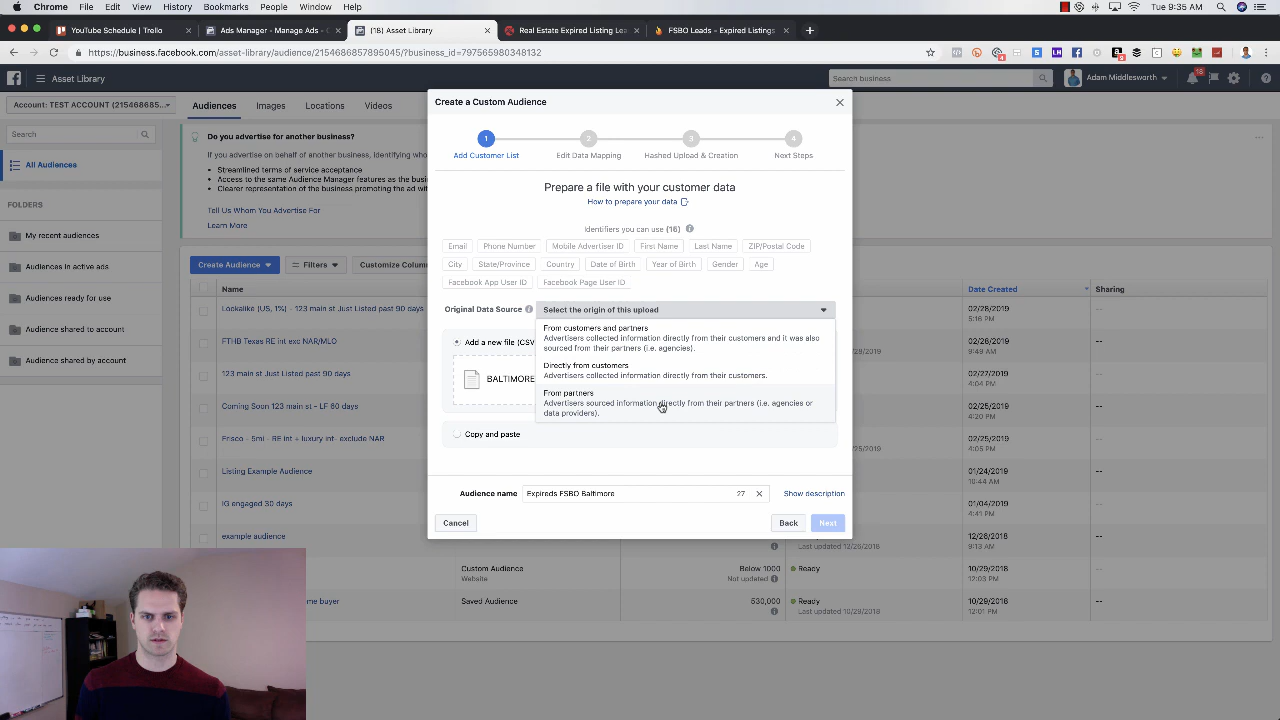 Chrome File Edit View History Bookmarks People Window Help
Tue 9:35 AM
YouTube Schedule | Trello
Ads Manager - Manage Ads - C
(18) Asset Library
Real Estate Expired Listing Lea
FSBO Leads – Expired Listings
https://business.facebook.com/asset-library/audience/2154686857895045/?business_id=797565980348132
Asset Library
Search business
Adam Middlesworth
18
Account: TEST ACCOUNT (215468685...
Audiences Images Locations Videos
Search
All Audiences
FOLDERS
My recent audiences
Audiences in active ads
Audiences ready for use
Audience shared to account
Audience shared by account
Do you advertise for another business?
If you advertise on behalf of another business, identifying who
Streamlined terms of service acceptance
Access to the same Audience Manager features as the busine
Clearer representation of the business promoting the ad with
Tell Us Whom You Advertise For
Learn More
Create Audience Filters Customize Colum
Name
Date Created
Sharing
Lookalike (US, 1%) - 123 main st Just Listed past 90 days
02/28/2019
5:16 PM
--
FTHB Texas RE int exc NAR/MLO
02/26/2019
9:48 AM
--
123 main st Just Listed past 90 days
02/25/2019
4:28 PM
--
Coming Soon 123 main st - LF 60 days
02/25/2019
4:20 PM
--
Frisco - 5mi - RE int + luxury int- exclude NAR
02/25/2019
4:05 PM
--
Listing Example Audience
01/24/2019
10:44 AM
--
IG engaged 30 days
01/04/2019
4:41 PM
--
example audience
Last updated 12/26/2018
12/28/2018
9:13 AM
--
Custom Audience
Website
Below 1000
Not updated
Ready
10/29/2018
12:03 PM
--
me buyer
Saved Audience
530,000
Ready
Last updated 10/29/2018
10/29/2018
12:01 PM
--
Create a Custom Audience
1 2 3 4
Add Customer List Edit Data Mapping Hashed Upload & Creation Next Steps
Prepare a file with your customer data
How to prepare your data
Identifiers you can use (16)
Email Phone Number Mobile Advertiser ID First Name Last Name ZIP/Postal Code
City State/Province Country Date of Birth Year of Birth Gender Age
Facebook App User ID Facebook Page User ID
Original Data Source
Select the origin of this upload
From customers and partners
Advertisers collected information directly from their customers and it was also
sourced from their partners (i.e. agencies).
Directly from customers
Advertisers collected information directly from their customers.
From partners
Advertisers sourced information directly from their partners (i.e. agencies or
data providers).
Add a new file (CSV
BALTIMORE
Copy and paste
Audience name
Expireds FSBO Baltimore
27
Show description
Cancel
Back
Next